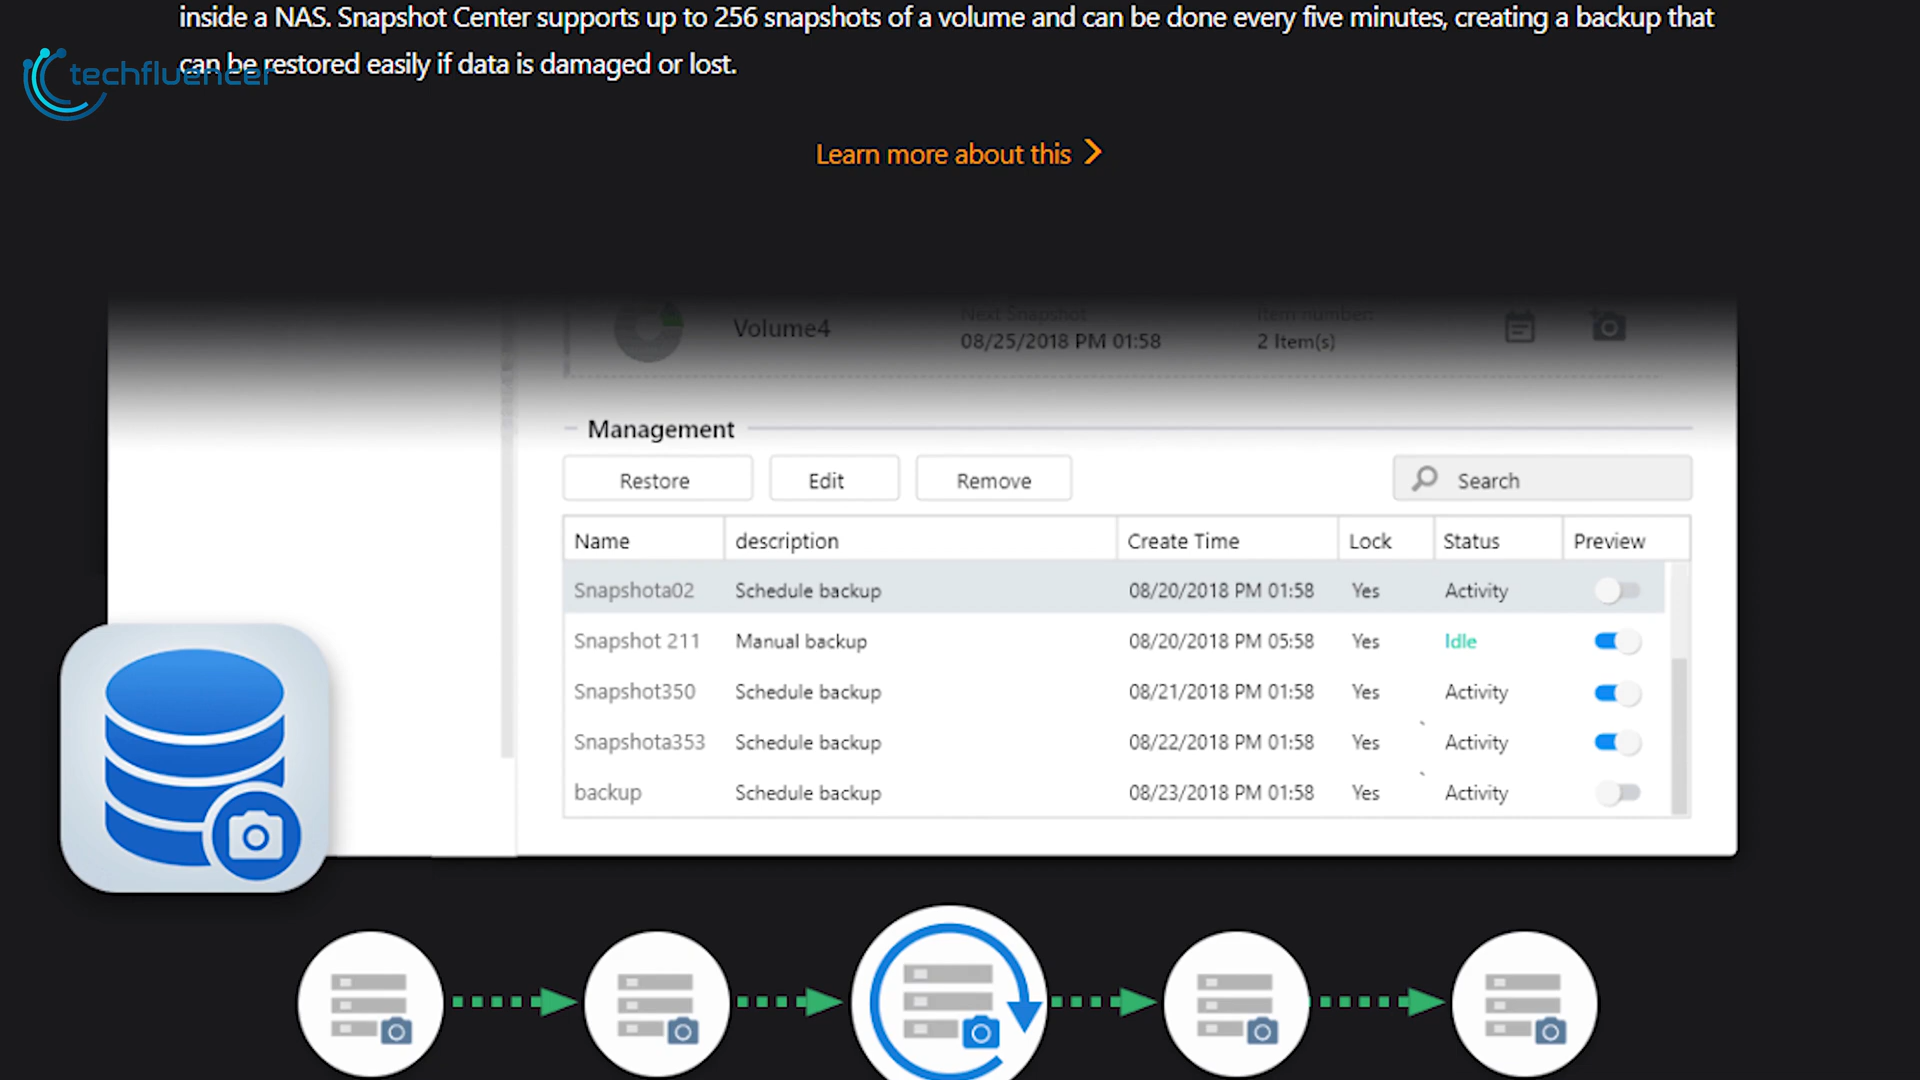 inside a NAS. Snapshot Center supports up to 256 snapshots of a volume and can be done every five minutes, creating a backup that
can be restored easily if data is damaged or lost.
techfluencer
Learn more about this
Volume4
Next Snapshot
08/25/2018 PM 01:58
Item number:
2 Item(s)
Management
Restore Edit Remove Search
Name description Create Time Lock Status Preview
Snapshota02 Schedule backup 08/20/2018 PM 01:58 Yes Activity
Snapshot 211 Manual backup 08/20/2018 PM 05:58 Yes Idle
Snapshot350 Schedule backup 08/21/2018 PM 01:58 Yes Activity
Snapshota353 Schedule backup 08/22/2018 PM 01:58 Yes Activity
backup Schedule backup 08/23/2018 PM 01:58 Yes Activity